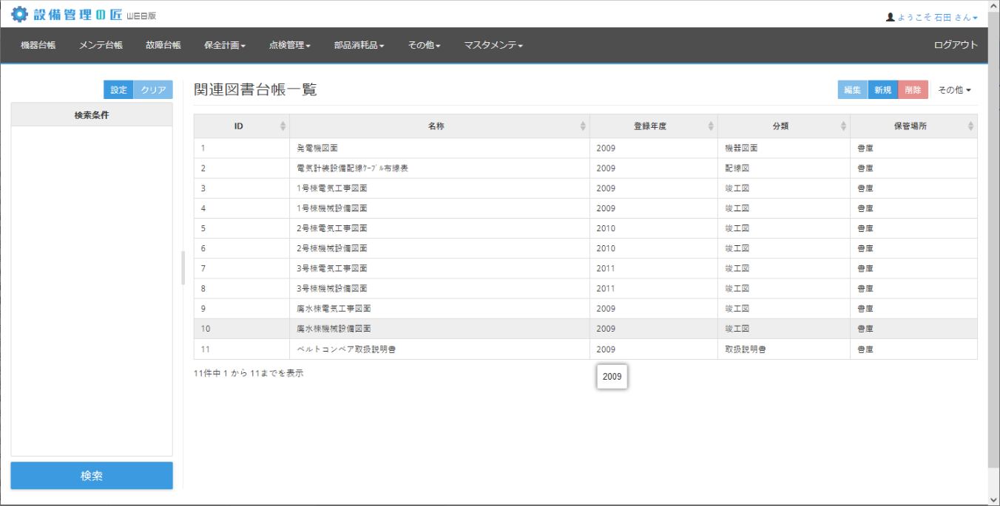 設備管理の匠 WEB版
ようこそ 石田 さん
機器台帳 メンテ台帳 故障台帳 保全計画 点検管理 部品消耗品 その他 マスタメンテ ログアウト
設定 クリア
検索条件
検索
関連図書台帳一覧
編集 新規 削除 その他
ID 名称 登録年度 分類 保管場所
1 発電機図面 2009 機器図面 書庫
2 電気計装設備配線ｹｰﾌﾞﾙ布線表 2009 配線図 書庫
3 1号棟電気工事図面 2009 竣工図 書庫
4 1号棟機械設備図面 2009 竣工図 書庫
5 2号棟電気工事図面 2010 竣工図 書庫
6 2号棟機械設備図面 2010 竣工図 書庫
7 3号棟電気工事図面 2011 竣工図 書庫
8 3号棟機械設備図面 2011 竣工図 書庫
9 廃水棟電気工事図面 2009 竣工図 書庫
10 廃水棟機械設備図面 2009 竣工図 書庫
11 ベルトコンベア取扱説明書 2009 取扱説明書 書庫
11件中 1 から 11までを表示
2009